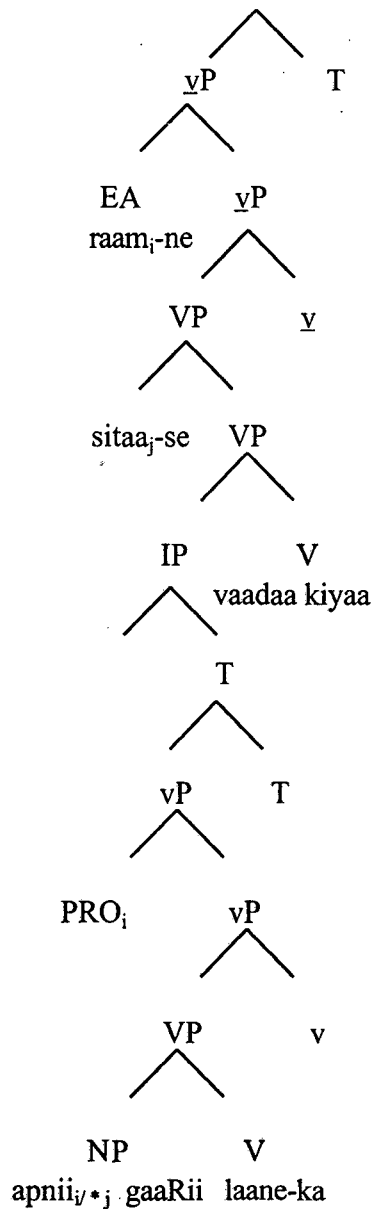 vP T
EA vP
raamᵢ-ne
VP v
sitaaⱼ-se VP
IP V
vaadaa kiyaa
T
vP T
PROᵢ vP
VP v
NP V
apniiᵢ/*ⱼ gaaRii laane-ka